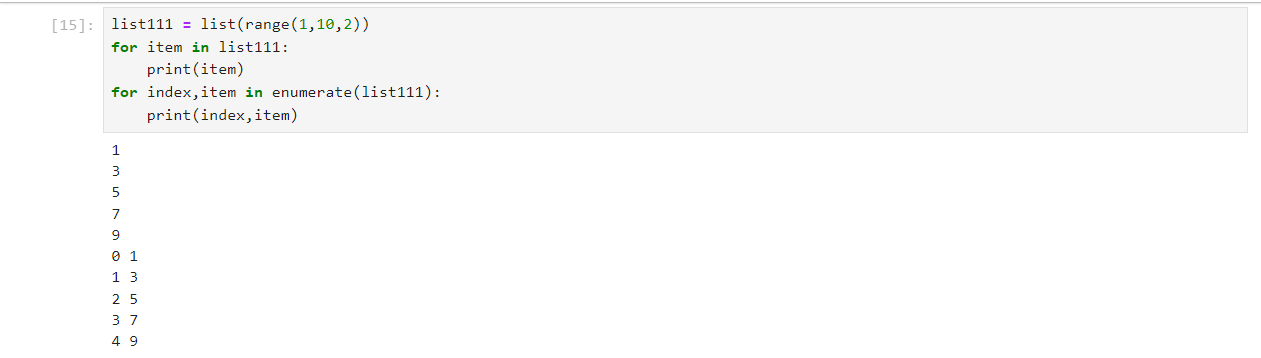 [15]:
list111 = list(range(1,10,2))
for item in list111:
    print(item)
for index,item in enumerate(list111):
    print(index,item)
1
3
5
7
9
0 1
1 3
2 5
3 7
4 9